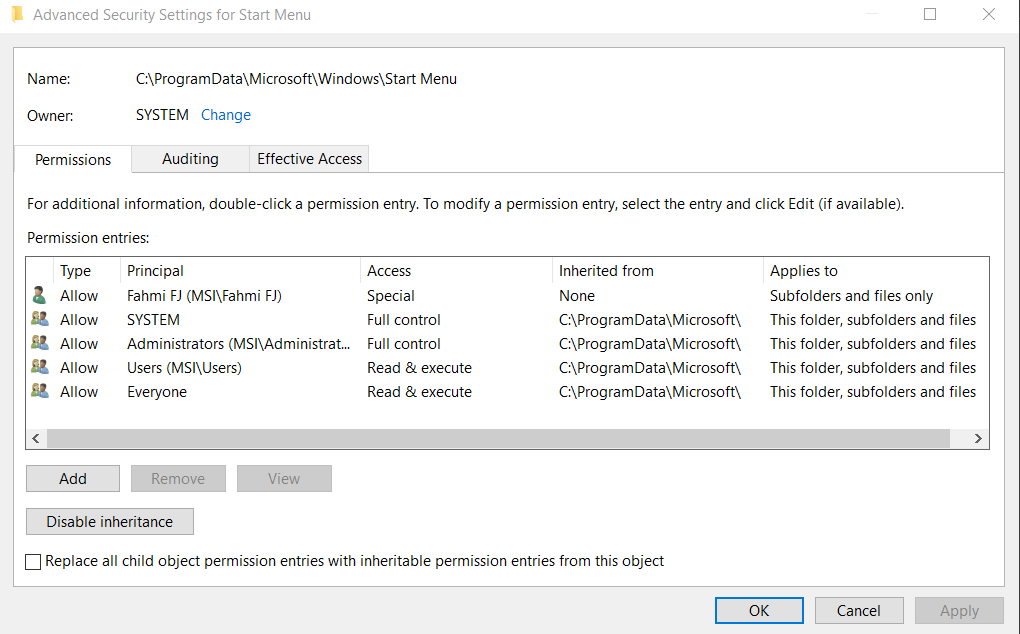 Advanced Security Settings for Start Menu
Name: C:\ProgramData\Microsoft\Windows\Start Menu
Owner: SYSTEM Change
Permissions Auditing Effective Access
For additional information, double-click a permission entry. To modify a permission entry, select the entry and click Edit (if available).
Permission entries:
Type Principal Access Inherited from Applies to
Allow Fahmi FJ (MSI\Fahmi FJ) Special None Subfolders and files only
Allow SYSTEM Full control C:\ProgramData\Microsoft\ This folder, subfolders and files
Allow Administrators (MSI\Administrat... Full control C:\ProgramData\Microsoft\ This folder, subfolders and files
Allow Users (MSI\Users) Read & execute C:\ProgramData\Microsoft\ This folder, subfolders and files
Allow Everyone Read & execute C:\ProgramData\Microsoft\ This folder, subfolders and files
Add Remove View
Disable inheritance
Replace all child object permission entries with inheritable permission entries from this object
OK Cancel Apply